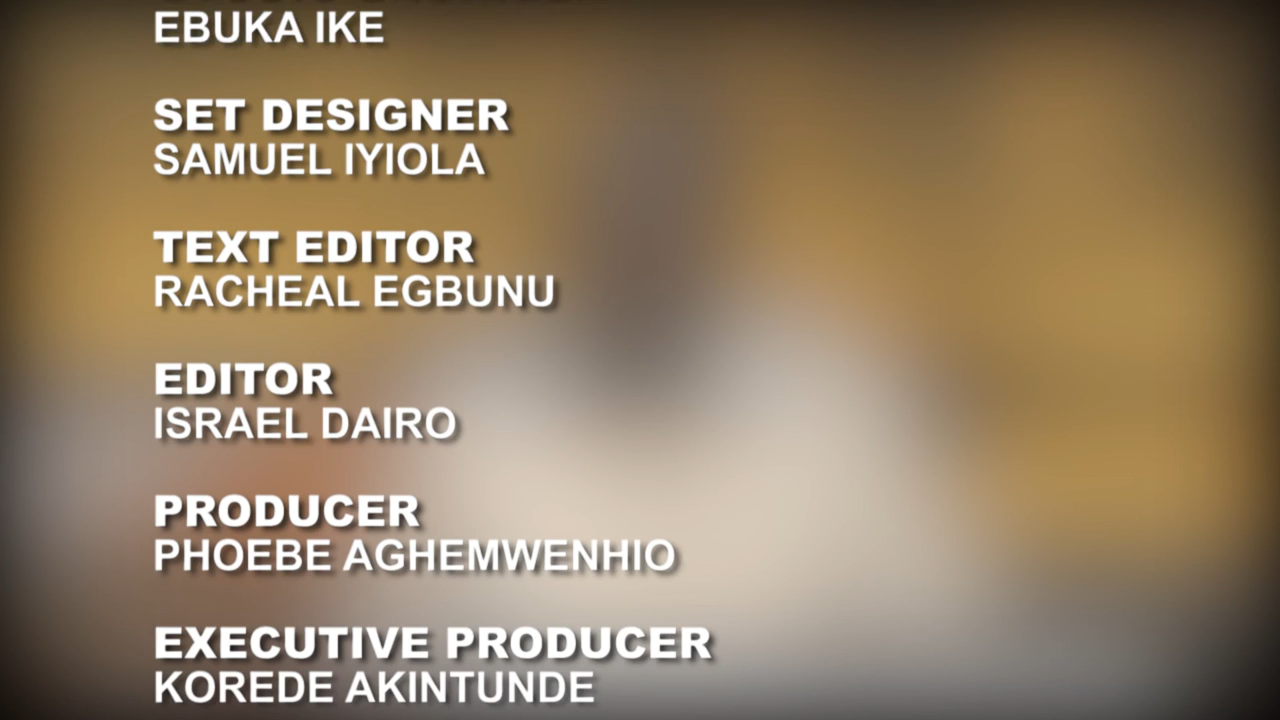 EBUKA IKE
SET DESIGNER
SAMUEL IYIOLA
TEXT EDITOR
RACHEAL EGBUNU
EDITOR
ISRAEL DAIRO
PRODUCER
PHOEBE AGHEMWENHIO
EXECUTIVE PRODUCER
KOREDE AKINTUNDE